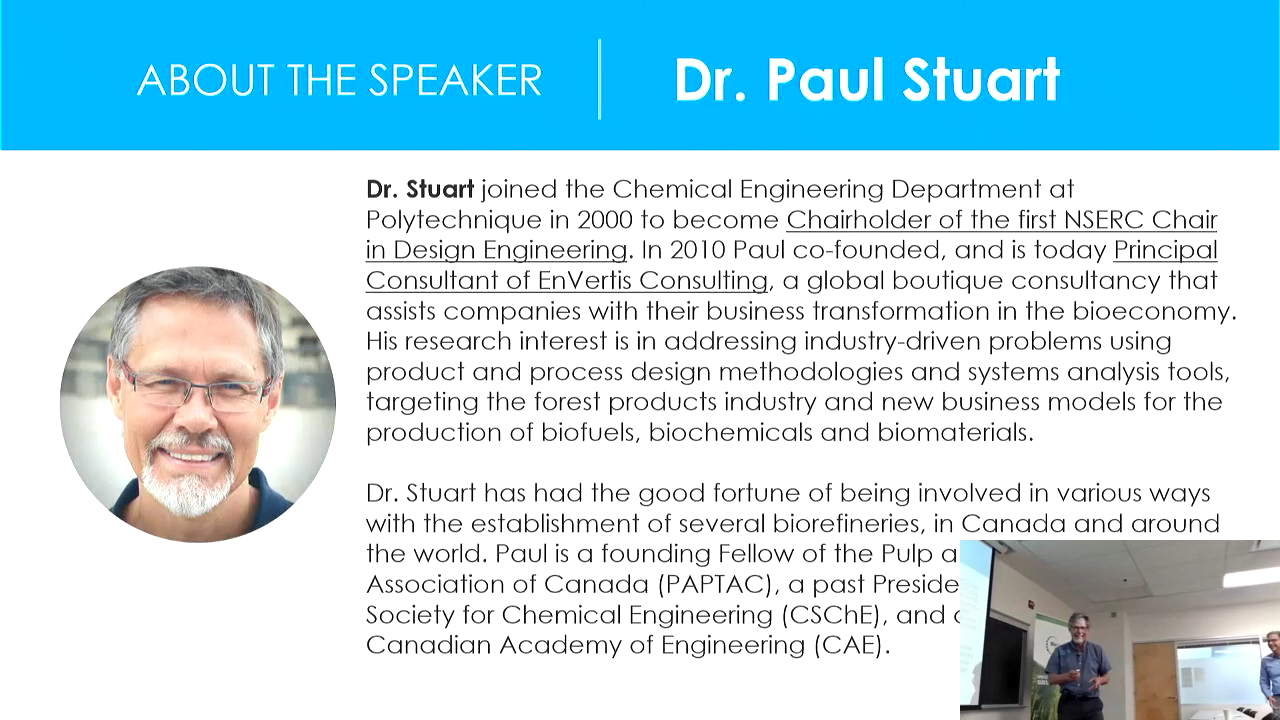 ABOUT THE SPEAKER
Dr. Paul Stuart
Dr. Stuart joined the Chemical Engineering Department at
Polytechnique in 2000 to become Chairholder of the first NSERC Chair
in Design Engineering. In 2010 Paul co-founded, and is today Principal
Consultant of EnVertis Consulting, a global boutique consultancy that
assists companies with their business transformation in the bioeconomy.
His research interest is in addressing industry-driven problems using
product and process design methodologies and systems analysis tools,
targeting the forest products industry and new business models for the
production of biofuels, biochemicals and biomaterials.
Dr. Stuart has had the good fortune of being involved in various ways
with the establishment of several biorefineries, in Canada and around
the world. Paul is a founding Fellow of the Pulp a
Association of Canada (PAPTAC), a past Preside
Society for Chemical Engineering (CSChE), and
Canadian Academy of Engineering (CAE).